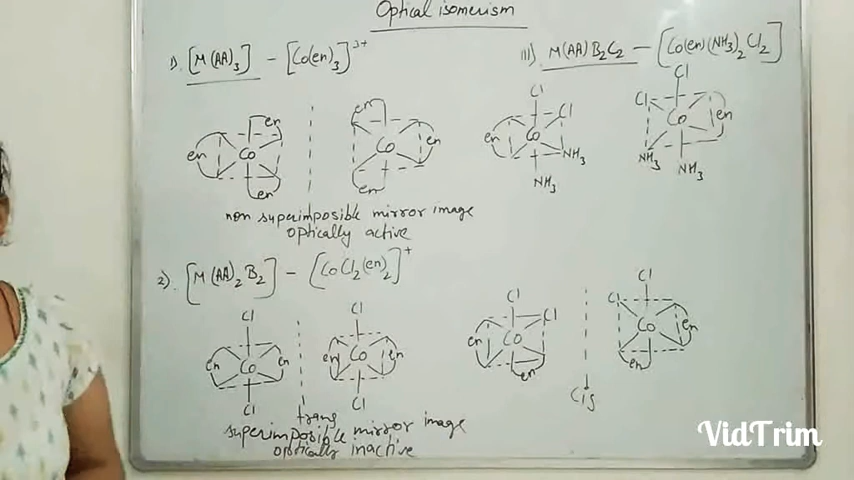 Optical isomerism
1) [M(AA)3] - [Co(en)3]3+
en
en
Co
en
en
Co
en
en
non superimposible mirror image
optically active
2). [M(AA)2B2] - [CoCl2(en)2]+
Cl
en
Co
en
Cl
Cl
en
Co
en
Cl
trans
superimposible mirror image
optically inactive
III) M(AA)B2C2 - [Co(en)(NH3)2Cl2]
Cl
Cl
en
Co
NH3
NH3
Cl
Cl
Co
en
NH3
NH3
Cl
Cl
en
Co
en
Cl
Cl
Co
en
en
Cis
VidTrim